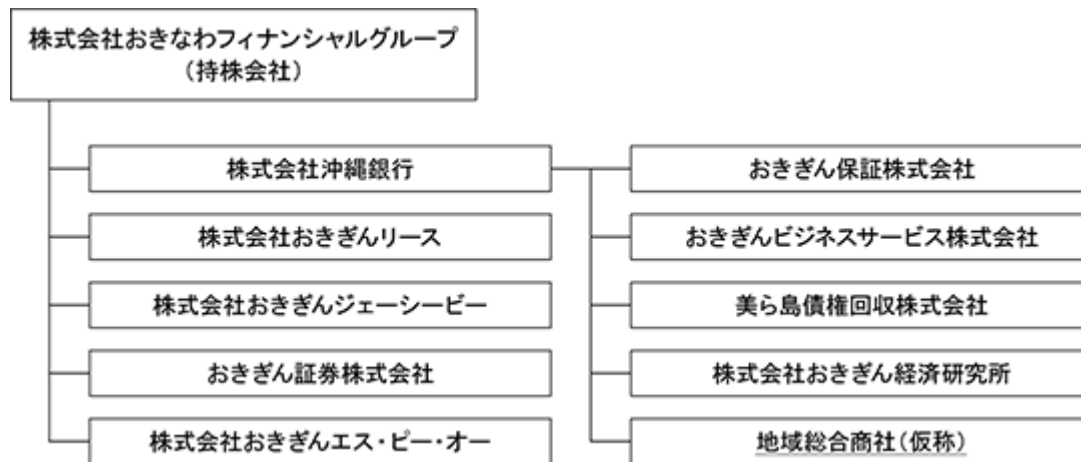 株式会社おきなわフィナンシャルグループ
(持株会社)
株式会社沖縄銀行
おきぎん保証株式会社
株式会社おきぎんリース
おきぎんビジネスサービス株式会社
株式会社おきぎんジェーシービー
美ら島債権回収株式会社
おきぎん証券株式会社
株式会社おきぎん経済研究所
株式会社おきぎんエス・ピー・オー
地域総合商社(仮称)